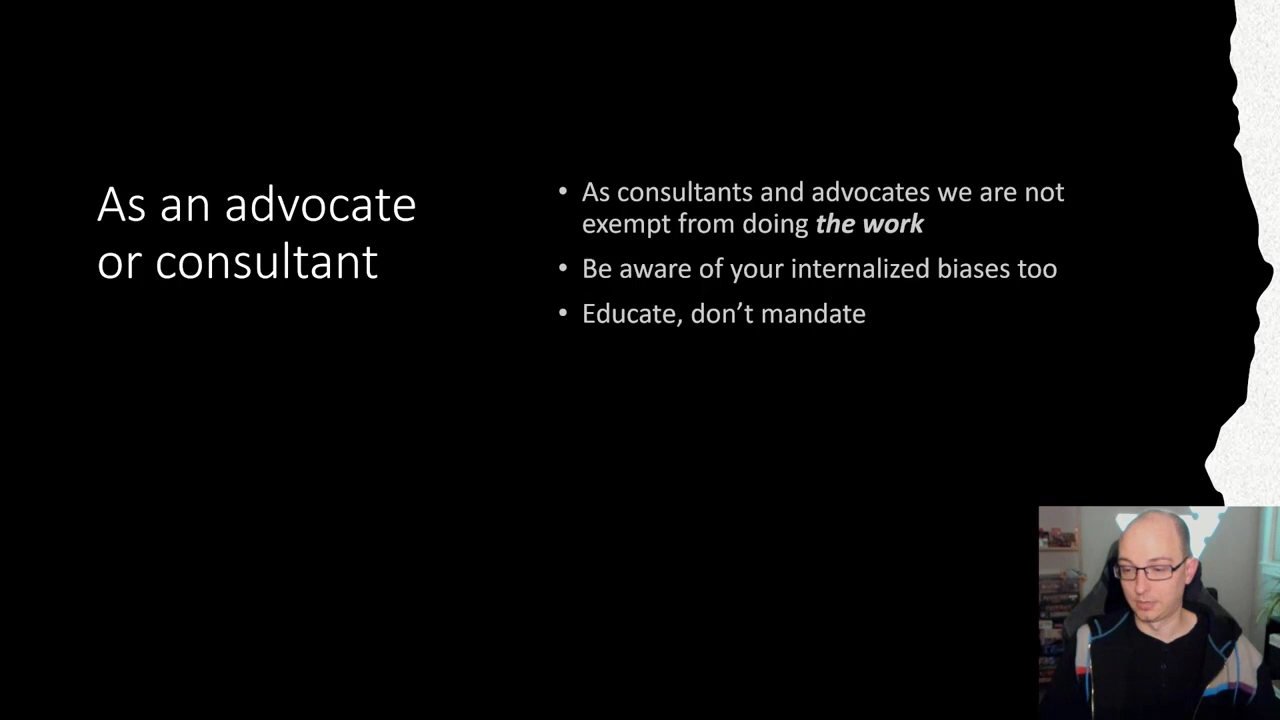 As an advocate
or consultant
• As consultants and advocates we are not
exempt from doing the work
• Be aware of your internalized biases too
• Educate, don’t mandate